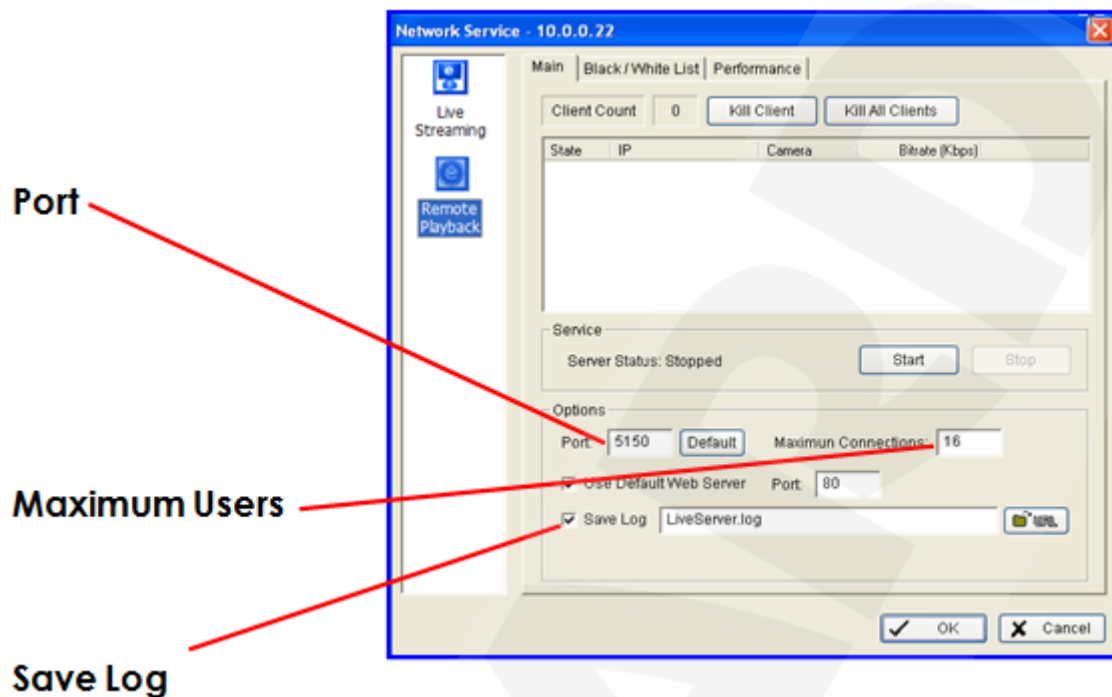 Network Service - 10.0.0.22
Live
Streaming
Remote
Playback
Main Black / White List Performance
Client Count 0 Kill Client Kill All Clients
State IP Camera Bitrate (Kbps)
Service
Server Status: Stopped Start Stop
Options
Port: 5150 Default Maximun Connections: 16
Use Default Web Server Port: 80
Save Log LiveServer.log
OK Cancel
Port
Maximum Users
Save Log